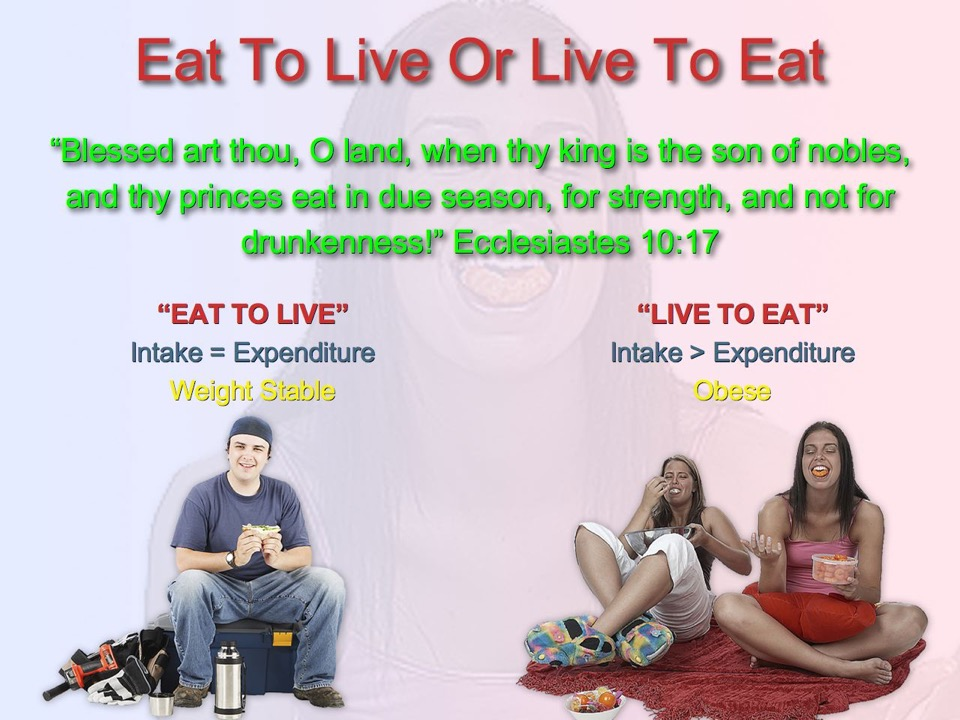 Eat To Live Or Live To Eat
“Blessed art thou, O land, when thy king is the son of nobles,
and thy princes eat in due season, for strength, and not for
drunkenness!” Ecclesiastes 10:17
“EAT TO LIVE”
Intake = Expenditure
Weight Stable
“LIVE TO EAT”
Intake > Expenditure
Obese